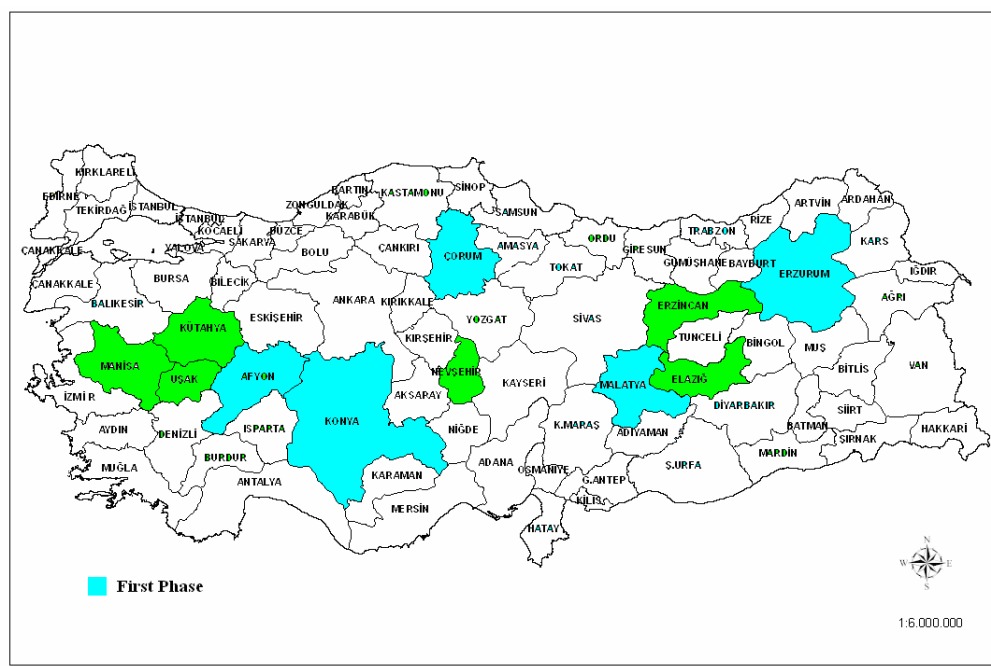 KIRKLARELİ
EDİRNE
TEKİRDAĞ
İSTANBUL
İSTANBUL
KOCAELİ
YALOVA
SAKARYA
DÜZCE
ZONGULDAK
BARTIN
KARABÜK
KASTAMONU
SİNOP
SAMSUN
ÇANAKKALE
ÇANAKKALE
BALIKESİR
BURSA
BİLECİK
BOLU
ÇANKIRI
ÇORUM
AMASYA
TOKAT
ORDU
GİRESUN
TRABZON
GÜMÜŞHANE
BAYBURT
RİZE
ARTVİN
ARDAHAN
KARS
IĞDIR
AĞRI
ERZURUM
ERZİNCAN
ESKİŞEHİR
ANKARA
KIRIKKALE
YOZGAT
SİVAS
KÜTAHYA
MANİSA
UŞAK
AFYON
KIRŞEHİR
NEVŞEHİR
KAYSERİ
MALATYA
TUNCELİ
ELAZIĞ
BİNGOL
MUŞ
BİTLİS
VAN
İZMİR
AYDIN
DENİZLİ
ISPARTA
KONYA
AKSARAY
NİĞDE
K.MARAŞ
ADIYAMAN
DİYARBAKIR
BATMAN
SİİRT
ŞIRNAK
HAKKARİ
MUĞLA
BURDUR
ANTALYA
KARAMAN
MERSİN
ADANA
OSMANİYE
G.ANTEP
KİLİS
Ş.URFA
MARDİN
HATAY
First Phase
N
W
E
S
1:6.000.000